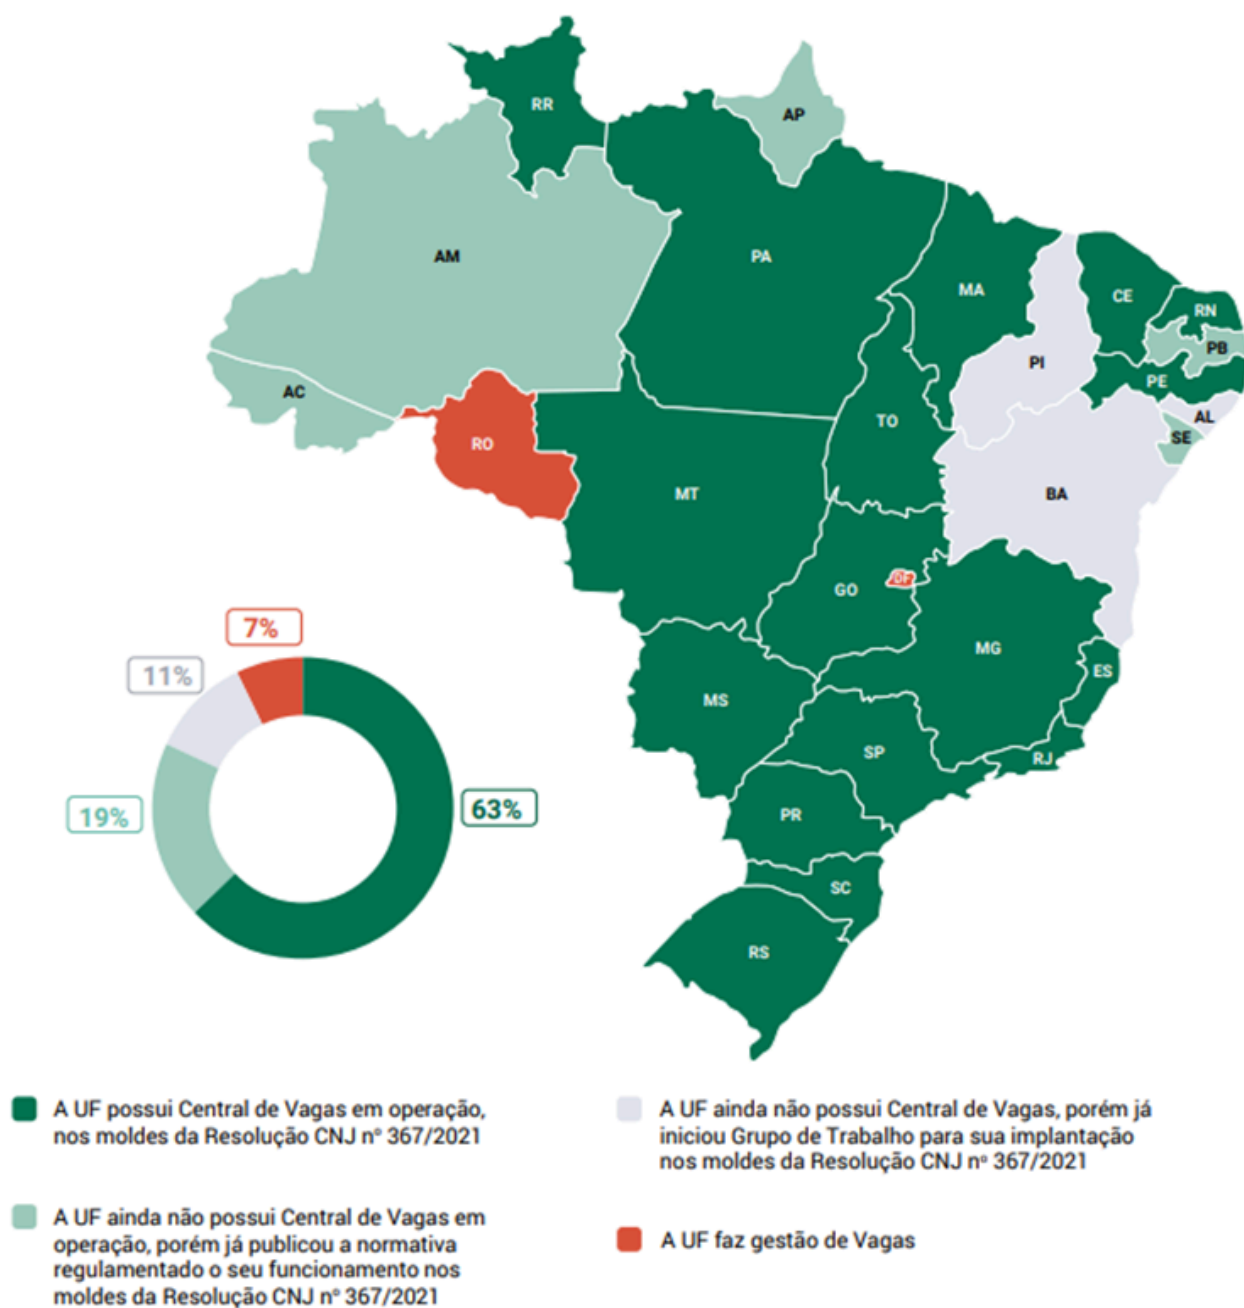 RR
AP
AM
PA
MA
CE
RN
PI
PB
PE
AC
TO
AL
SE
RO
MT
BA
DF
GO
7%
MG
11%
ES
MS
SP
RJ
19%
63%
PR
SC
RS
A UF possui Central de Vagas em operação,
nos moldes da Resolução CNJ nº 367/2021
A UF ainda não possui Central de Vagas em
operação, porém já publicou a normativa
regulamentado o seu funcionamento nos
moldes da Resolução CNJ nº 367/2021
A UF ainda não possui Central de Vagas, porém já
iniciou Grupo de Trabalho para sua implantação
nos moldes da Resolução CNJ nº 367/2021
A UF faz gestão de Vagas